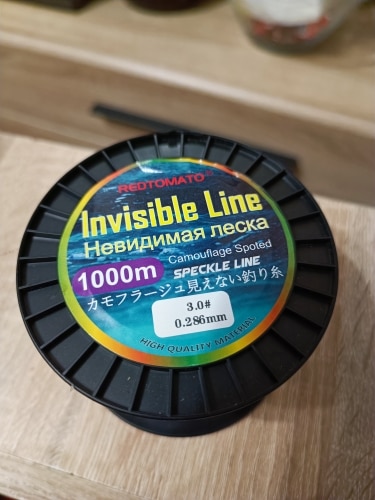 REDTOMATO
Invisible Line
Невидимая леска
Camouflage Spoted
1000m
SPECKLE LINE
カモフラージュ見えない釣り糸
3.0#
0.286mm
HIGH QUALITY MATERIAL